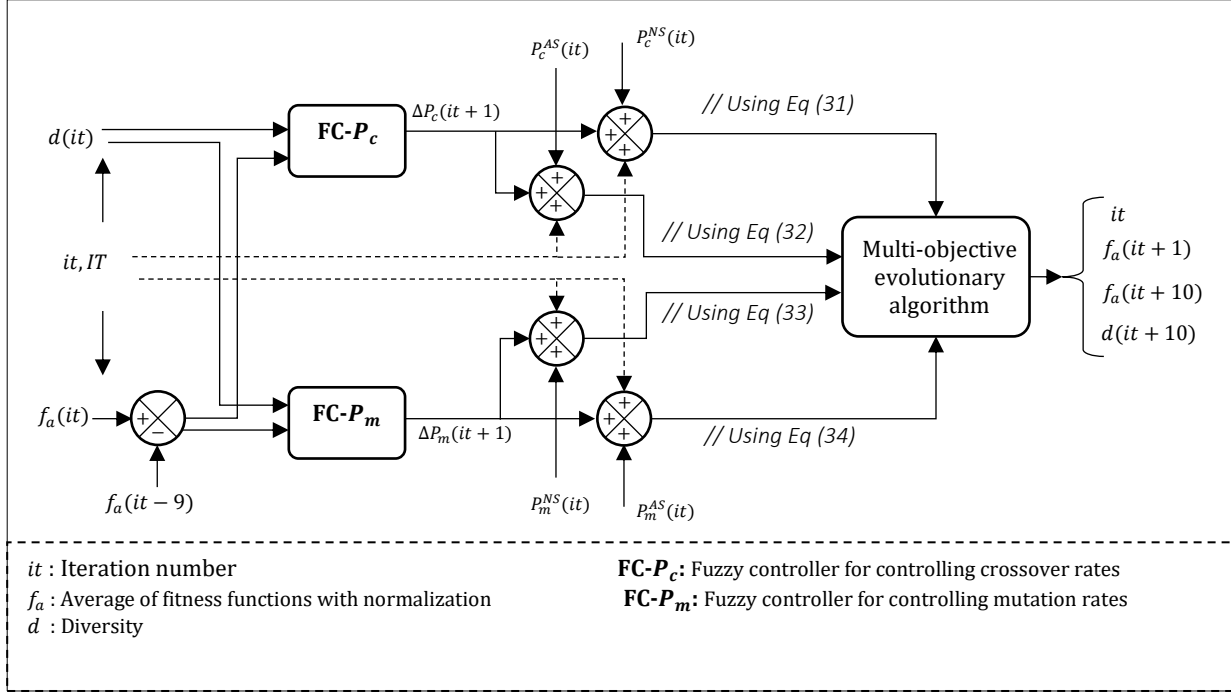 P_c^{AS}(it)
P_c^{NS}(it)
d(it)
FC-P_c
ΔP_c(it + 1)
+
+
+
// Using Eq (31)
+
+
+
it, IT
// Using Eq (32)
Multi-objective
evolutionary
algorithm
it
f_a(it + 1)
f_a(it + 10)
d(it + 10)
+
+
+
// Using Eq (33)
f_a(it)
+
−
FC-P_m
ΔP_m(it + 1)
+
+
+
// Using Eq (34)
f_a(it − 9)
P_m^{NS}(it)
P_m^{AS}(it)
it : Iteration number
FC-P_c: Fuzzy controller for controlling crossover rates
f_a : Average of fitness functions with normalization
FC-P_m: Fuzzy controller for controlling mutation rates
d : Diversity